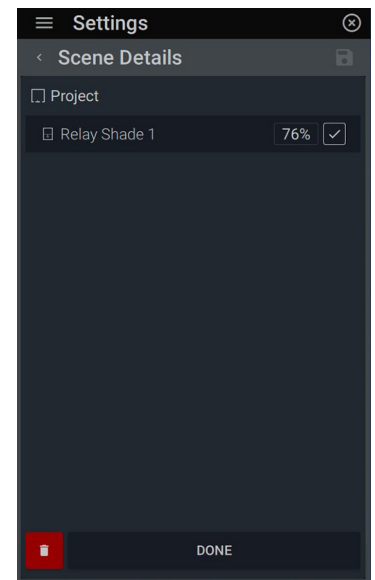 Settings
Scene Details
Project
Relay Shade 1 76%
DONE